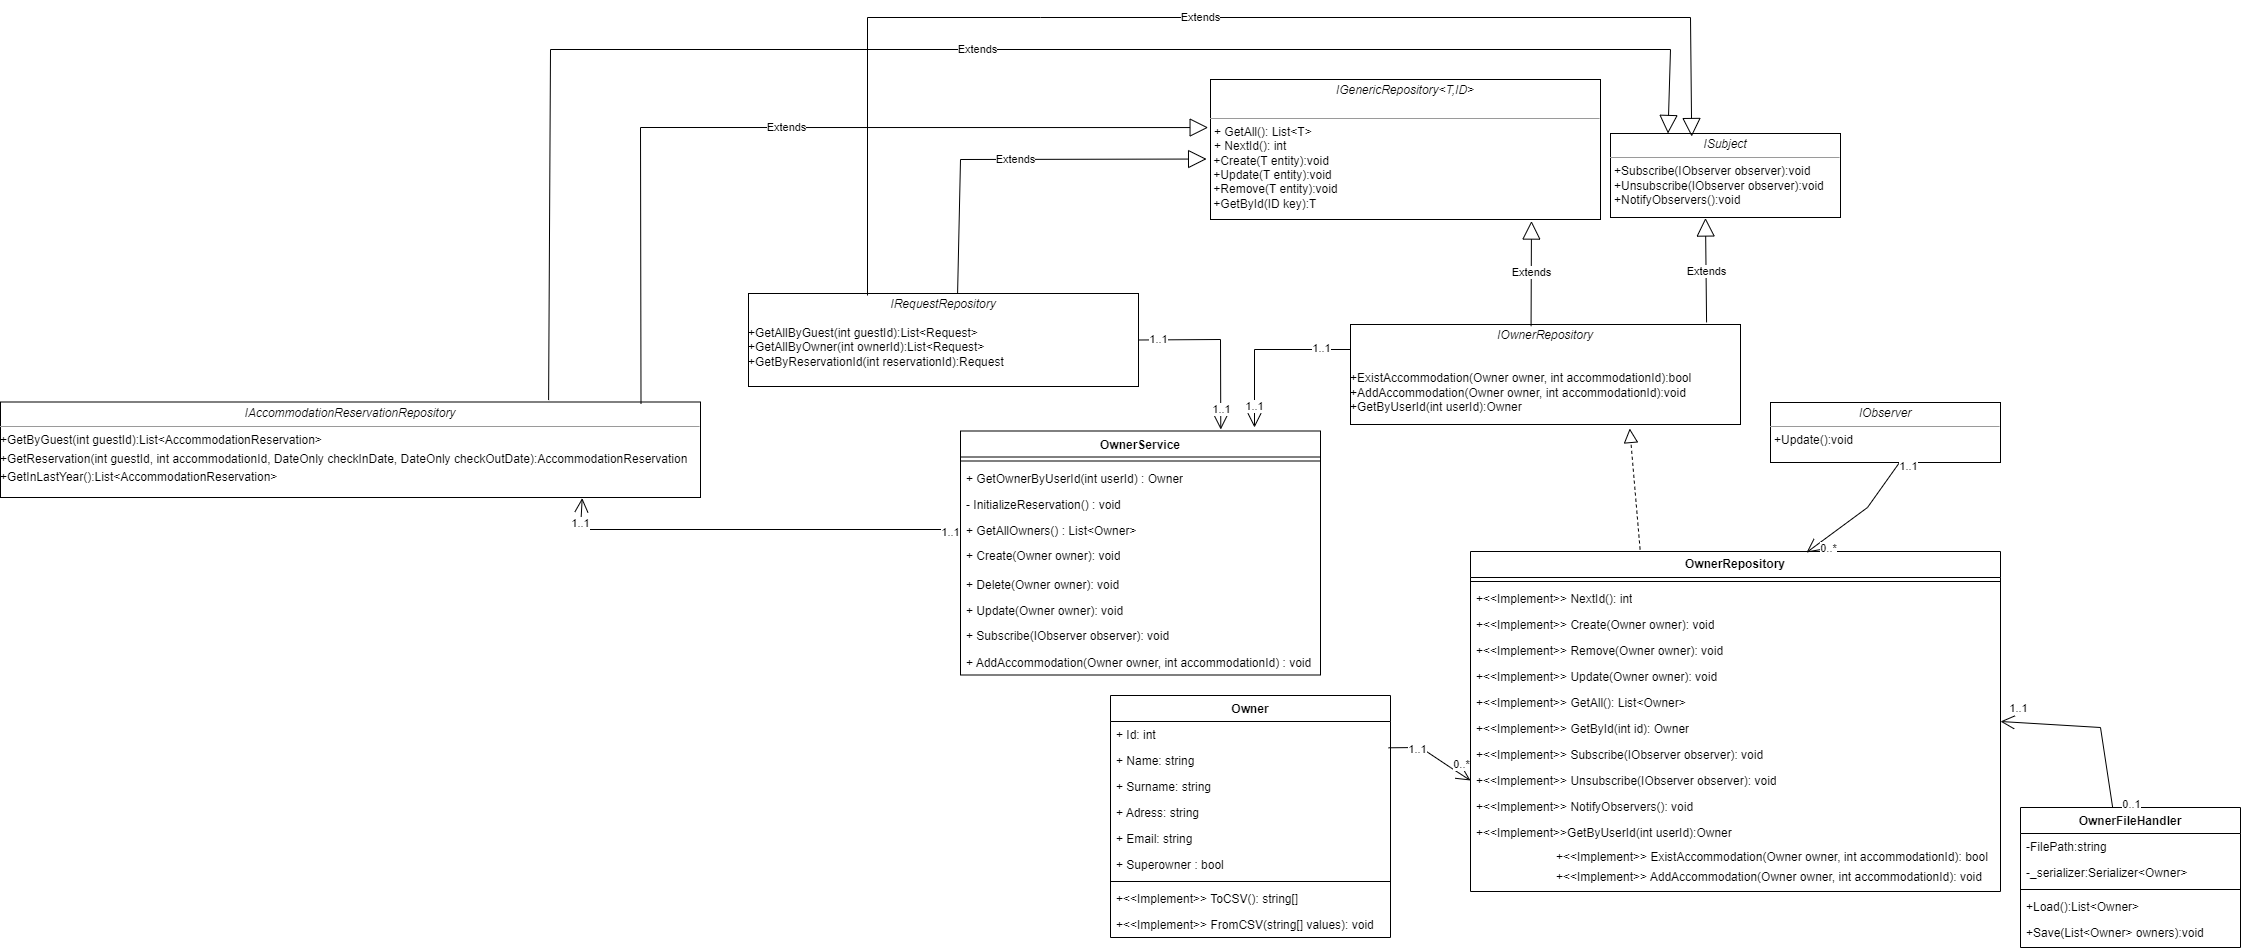 Extends
Extends
IGenericRepository<T,ID>
+ GetAll(): List<T>
+ NextId(): int
+Create(T entity):void
+Update(T entity):void
+Remove(T entity):void
+GetById(ID key):T
Extends
Extends
ISubject
+Subscribe(IObserver observer):void
+Unsubscribe(IObserver observer):void
+NotifyObservers():void
Extends
Extends
IRequestRepository
+GetAllByGuest(int guestId):List<Request>
+GetAllByOwner(int ownerId):List<Request>
+GetByReservationId(int reservationId):Request
1..1
1..1
IOwnerRepository
+ExistAccommodation(Owner owner, int accommodationId):bool
+AddAccommodation(Owner owner, int accommodationId):void
+GetByUserId(int userId):Owner
1..1
1..1
IAccommodationReservationRepository
+GetByGuest(int guestId):List<AccommodationReservation>
+GetReservation(int guestId, int accommodationId, DateOnly checkInDate, DateOnly checkOutDate):AccommodationReservation
+GetInLastYear():List<AccommodationReservation>
1..1
1..1
OwnerService
+ GetOwnerByUserId(int userId) : Owner
- InitializeReservation() : void
+ GetAllOwners() : List<Owner>
+ Create(Owner owner): void
+ Delete(Owner owner): void
+ Update(Owner owner): void
+ Subscribe(IObserver observer): void
+ AddAccommodation(Owner owner, int accommodationId) : void
IObserver
+Update():void
1..1
0..*
OwnerRepository
+<<Implement>> NextId(): int
+<<Implement>> Create(Owner owner): void
+<<Implement>> Remove(Owner owner): void
+<<Implement>> Update(Owner owner): void
+<<Implement>> GetAll(): List<Owner>
+<<Implement>> GetById(int id): Owner
+<<Implement>> Subscribe(IObserver observer): void
+<<Implement>> Unsubscribe(IObserver observer): void
+<<Implement>> NotifyObservers(): void
+<<Implement>>GetByUserId(int userId):Owner
+<<Implement>> ExistAccommodation(Owner owner, int accommodationId): bool
+<<Implement>> AddAccommodation(Owner owner, int accommodationId): void
Owner
+ Id: int
+ Name: string
+ Surname: string
+ Adress: string
+ Email: string
+ Superowner : bool
+<<Implement>> ToCSV(): string[]
+<<Implement>> FromCSV(string[] values): void
1..1
0..*
1..1
0..1
OwnerFileHandler
-FilePath:string
-_serializer:Serializer<Owner>
+Load():List<Owner>
+Save(List<Owner> owners):void